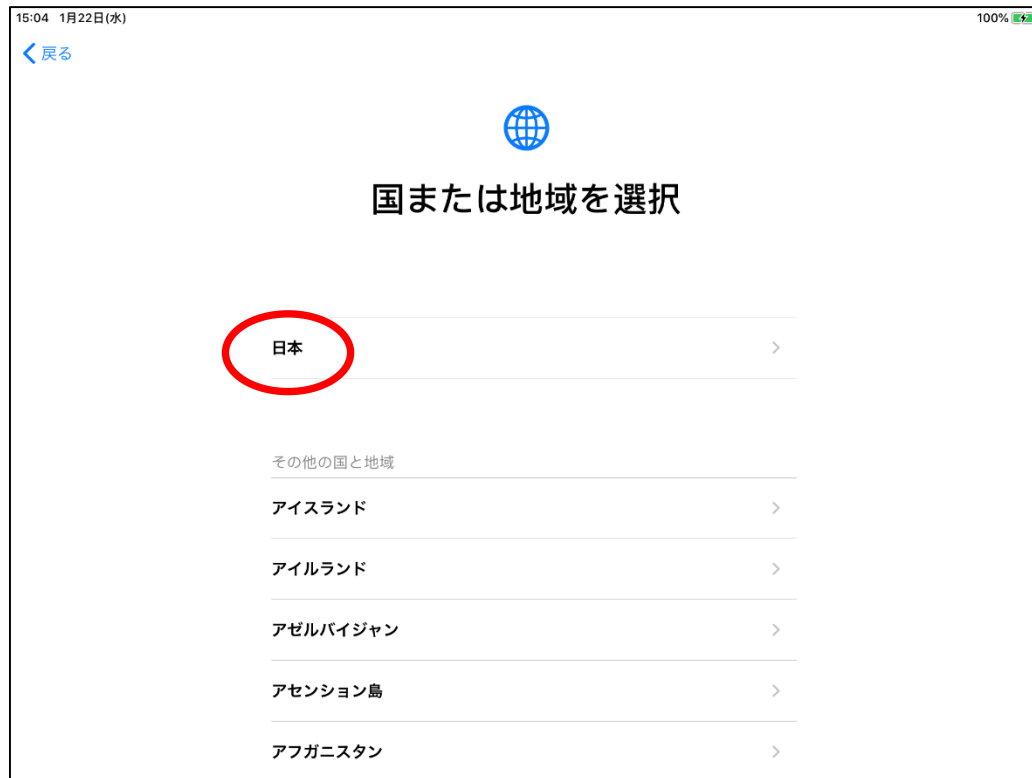 15:04 1月22日(水) 100%
戻る
国または地域を選択
日本
その他の国と地域
アイスランド
アイルランド
アゼルバイジャン
アセンション島
アフガニスタン